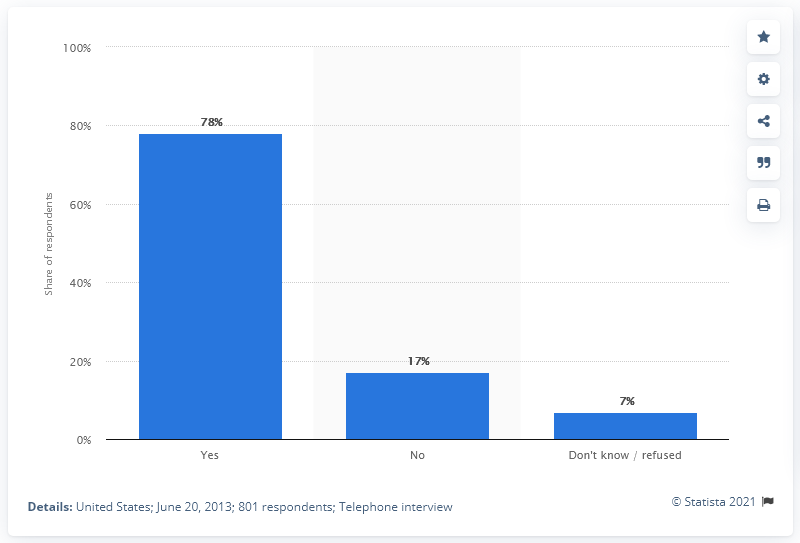 100%
78%
80%
60%
Share of respondents
40%
20%
17%
7%
0%
Yes
No
Don't know / refused
Details: United States; June 20, 2013; 801 respondents; Telephone interview
© Statista 2021